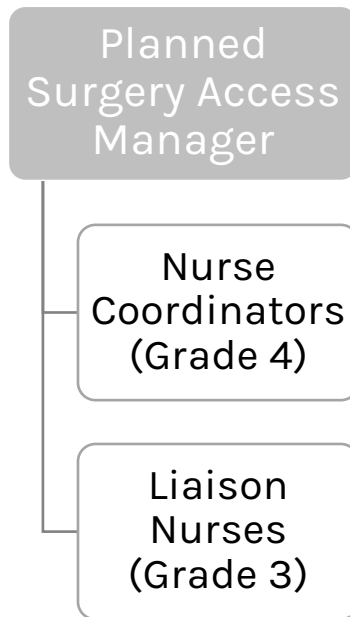 Planned
Surgery Access
Manager
Nurse
Coordinators
(Grade 4)
Liaison
Nurses
(Grade 3)